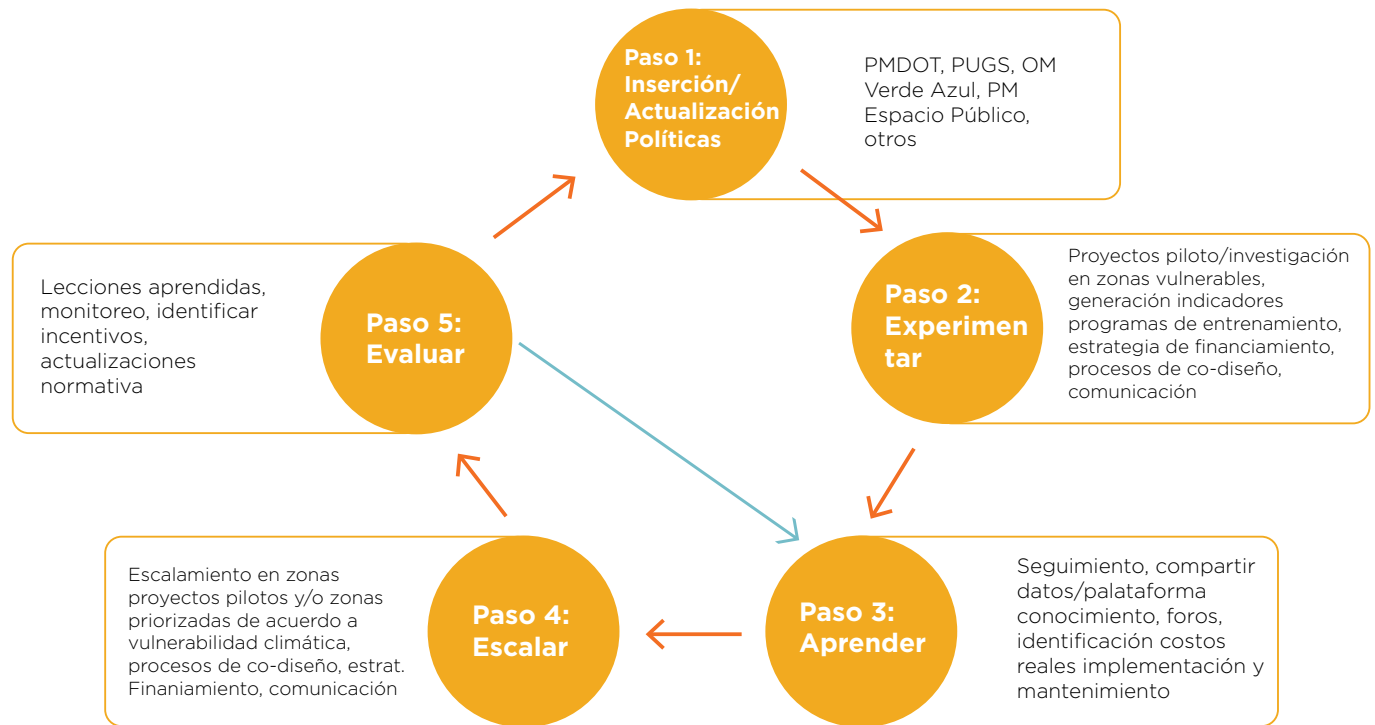 Paso 1:
Inserción/
Actualización
Políticas
PMDOT, PUGS, OM
Verde Azul, PM
Espacio Público,
otros
Paso 2:
Experimen
tar
Proyectos piloto/investigación
en zonas vulnerables,
generación indicadores
programas de entrenamiento,
estrategia de financiamiento,
procesos de co-diseño,
comunicación
Paso 3:
Aprender
Seguimiento, compartir
datos/palataforma
conocimiento, foros,
identificación costos
reales implementación y
mantenimiento
Paso 4:
Escalar
Escalamiento en zonas
proyectos pilotos y/o zonas
priorizadas de acuerdo a
vulnerabilidad climática,
procesos de co-diseño, estrat.
Finaniamiento, comunicación
Paso 5:
Evaluar
Lecciones aprendidas,
monitoreo, identificar
incentivos,
actualizaciones
normativa